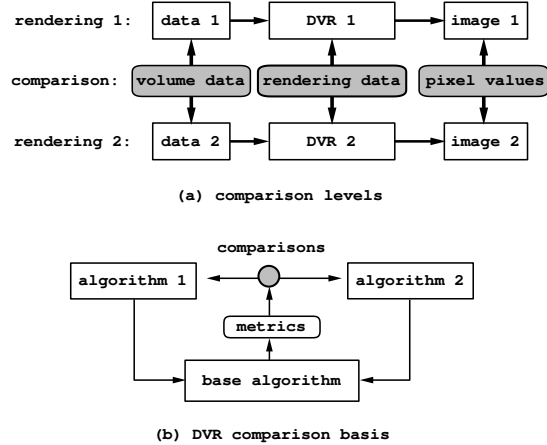 rendering 1: data 1 DVR 1 image 1
comparison: volume data rendering data pixel values
rendering 2: data 2 DVR 2 image 2
(a) comparison levels
comparisons
algorithm 1 algorithm 2
metrics
base algorithm
(b) DVR comparison basis